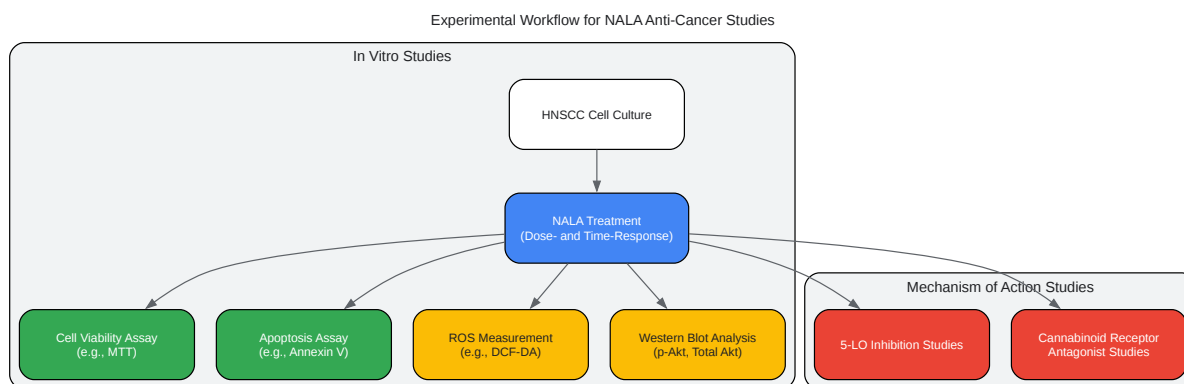 Experimental Workflow for NALA Anti-Cancer Studies
In Vitro Studies
HNSCC Cell Culture
NALA Treatment
(Dose- and Time-Response)
Mechanism of Action Studies
Cell Viability Assay
(e.g., MTT)
Apoptosis Assay
(e.g., Annexin V)
ROS Measurement
(e.g., DCF-DA)
Western Blot Analysis
(p-Akt, Total Akt)
5-LO Inhibition Studies
Cannabinoid Receptor
Antagonist Studies